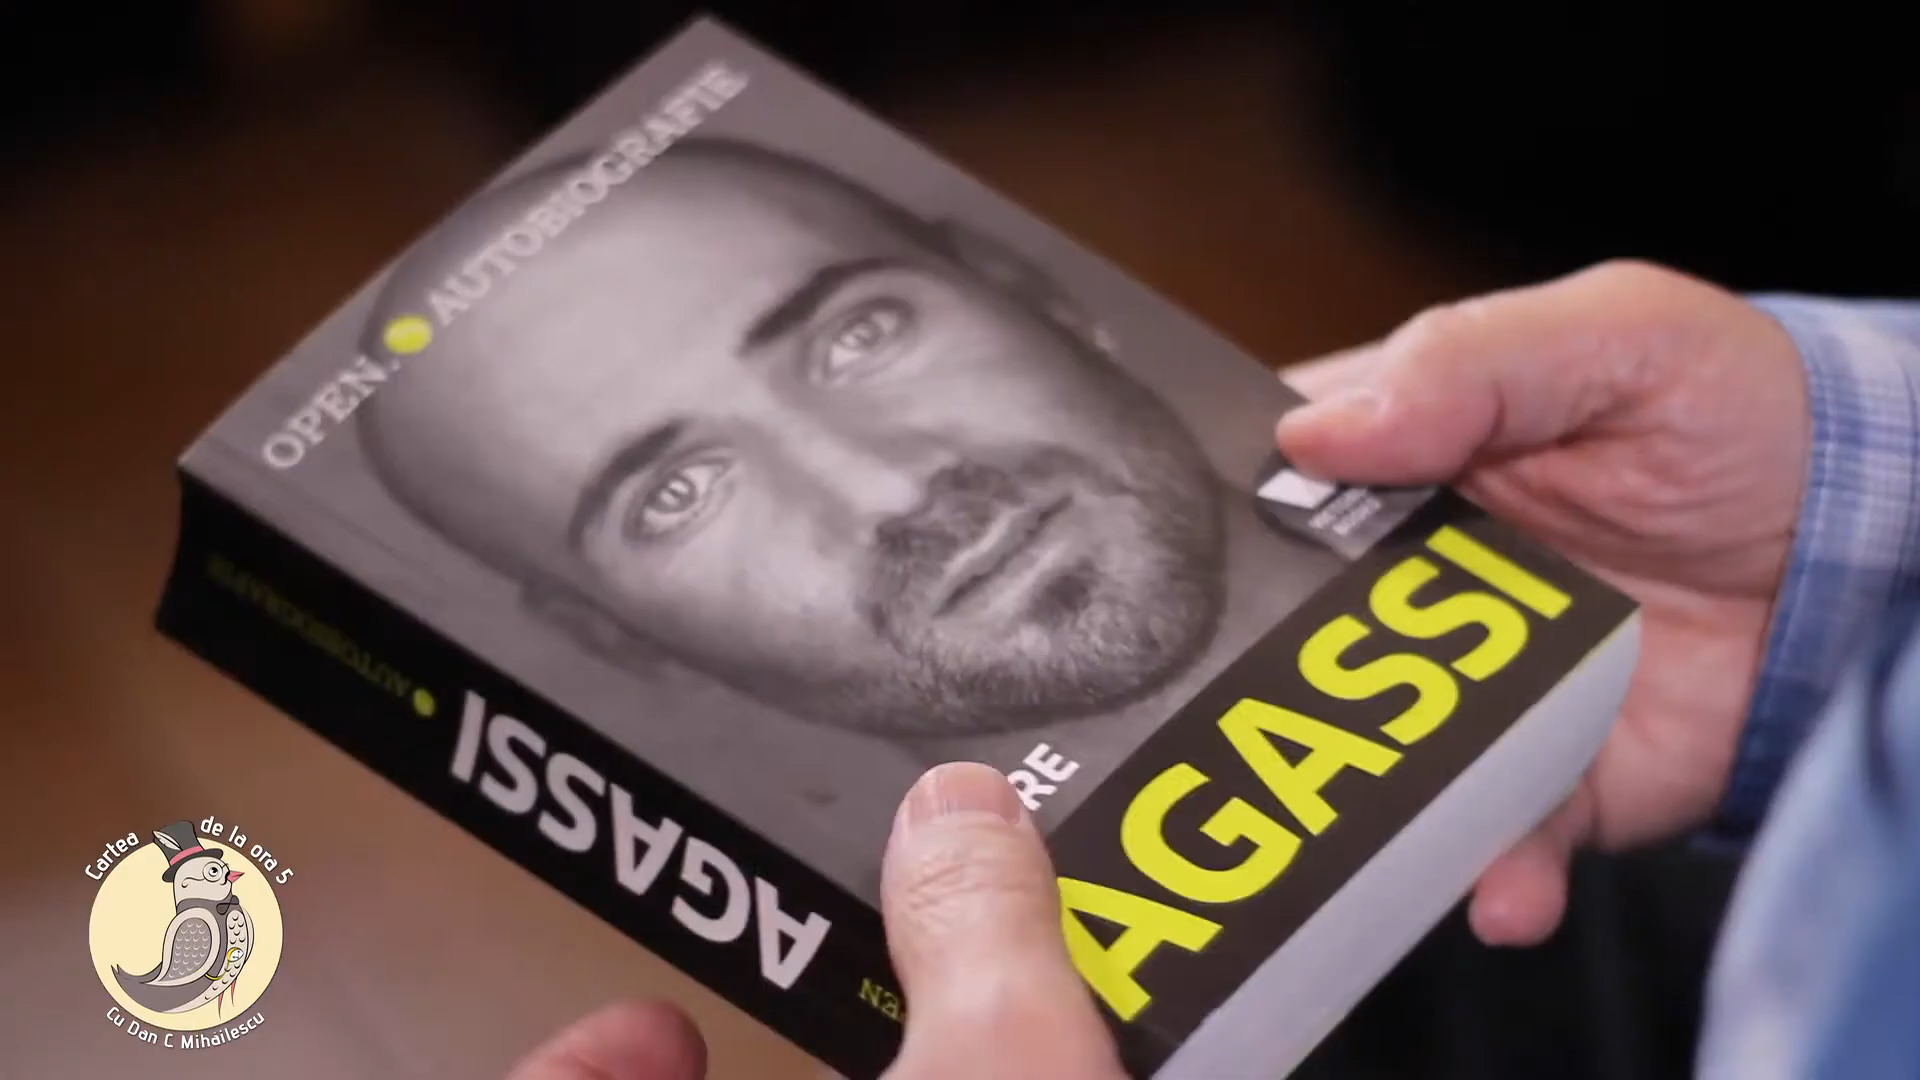 OPEN. AUTOBIOGRAFIE
RE
AGASSI
AGASSI
AUTOBIOGRAFIE
Cartea de la ora 5
Cu Dan C Mihăilescu